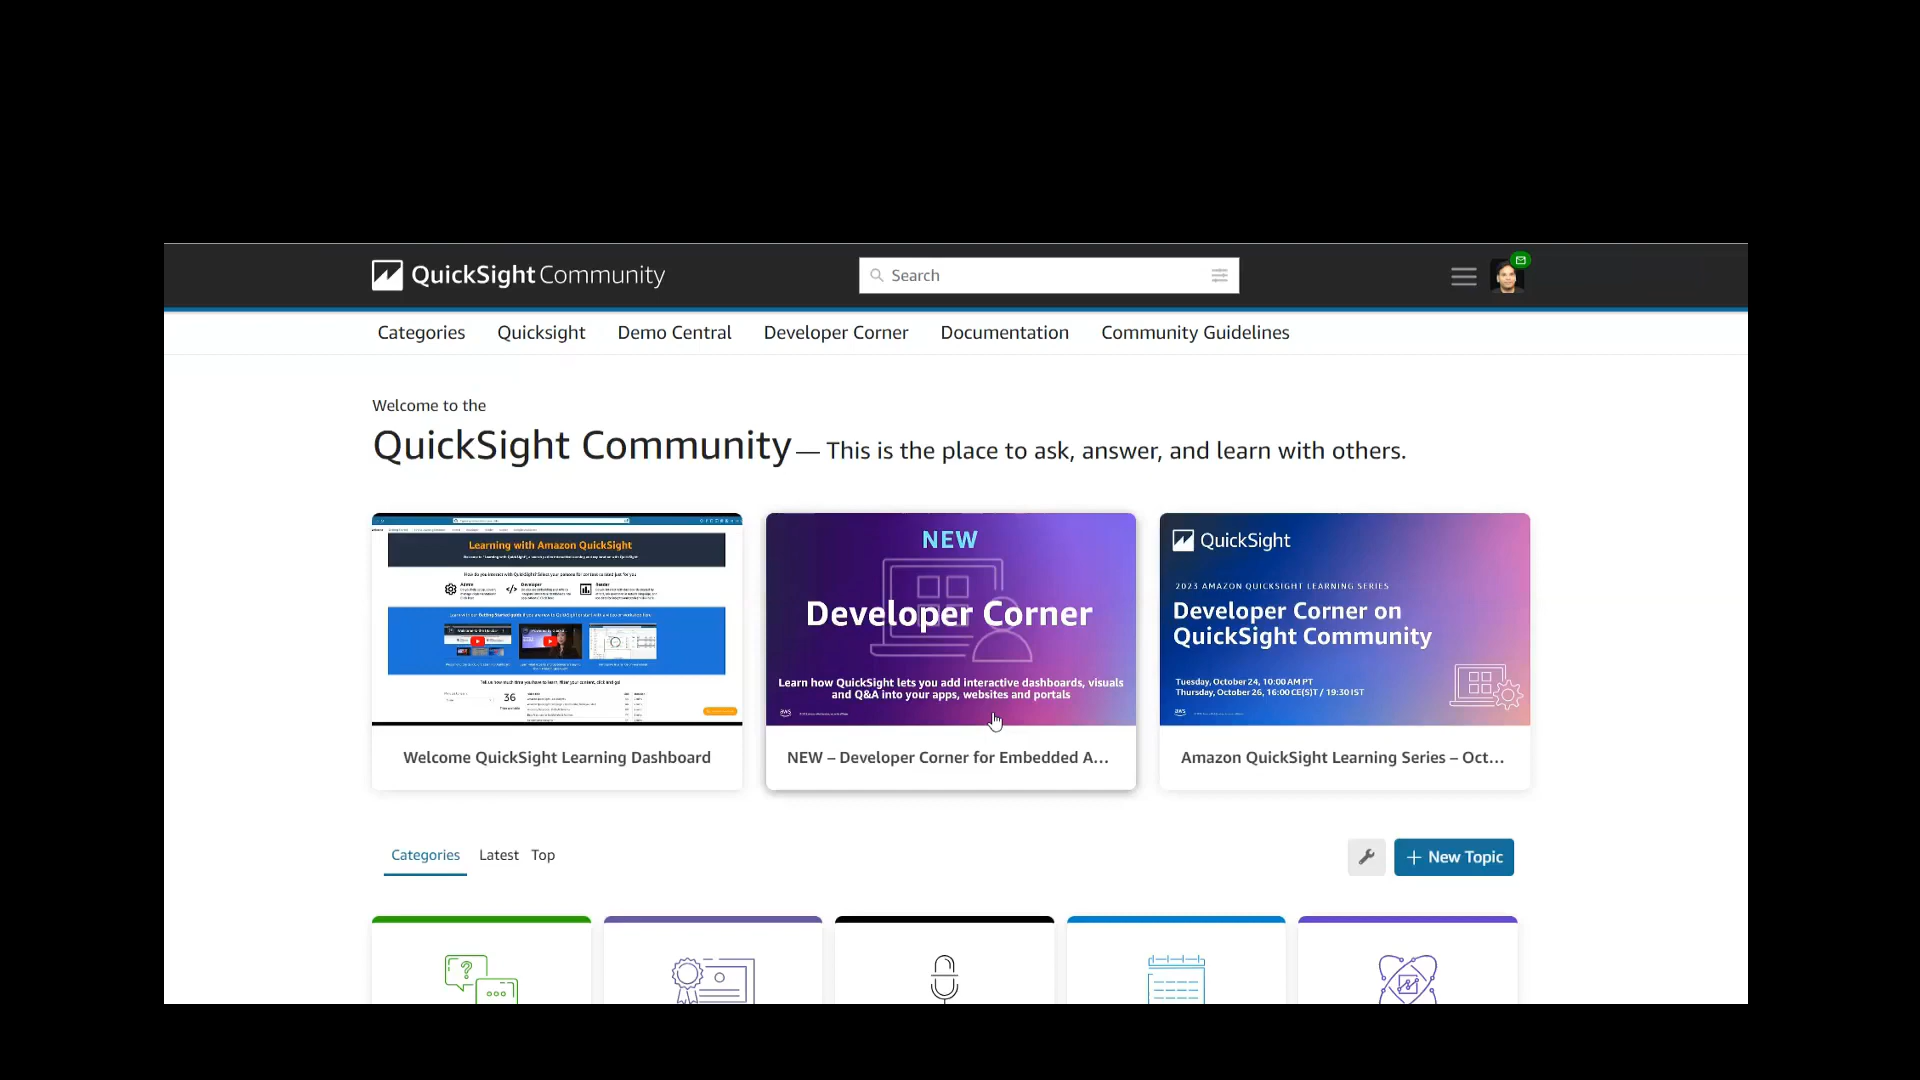 QuickSight Community
Search
Categories Quicksight Demo Central Developer Corner Documentation Community Guidelines
Welcome to the
QuickSight Community — This is the place to ask, answer, and learn with others.
Learning with Amazon QuickSight
36
NEW
Developer Corner
Learn how QuickSight lets you add interactive dashboards, visuals
and Q&A into your apps, websites and portals
aws
QuickSight
2023 AMAZON QUICKSIGHT LEARNING SERIES
Developer Corner on
QuickSight Community
Tuesday, October 24, 10:00 AM PT
Thursday, October 26, 16:00 CE(S)T / 19:30 IST
aws
Welcome QuickSight Learning Dashboard
NEW – Developer Corner for Embedded A...
Amazon QuickSight Learning Series – Oct...
Categories Latest Top
+ New Topic